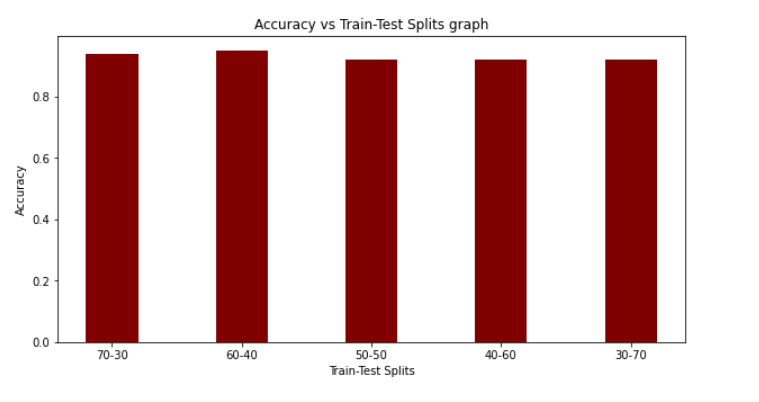 Accuracy vs Train-Test Splits graph
0.8
0.6
0.4
0.2
0.0
Accuracy
70-30 60-40 50-50 40-60 30-70
Train-Test Splits